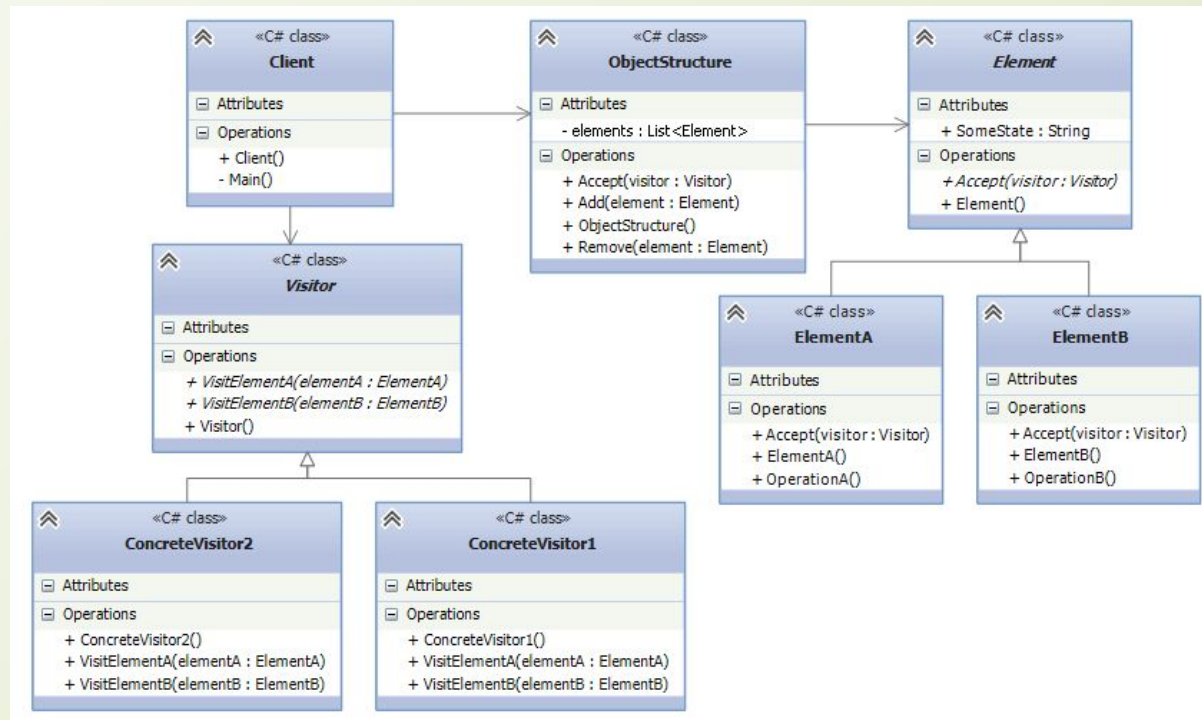 «C# class»
Client
Attributes
Operations
+ Client()
- Main()
«C# class»
ObjectStructure
Attributes
- elements : List<Element>
Operations
+ Accept(visitor : Visitor)
+ Add(element : Element)
+ ObjectStructure()
+ Remove(element : Element)
«C# class»
Element
Attributes
+ SomeState : String
Operations
+ Accept(visitor : Visitor)
+ Element()
«C# class»
Visitor
Attributes
Operations
+ VisitElementA(elementA : ElementA)
+ VisitElementB(elementB : ElementB)
+ Visitor()
«C# class»
ElementA
Attributes
Operations
+ Accept(visitor : Visitor)
+ ElementA()
+ OperationA()
«C# class»
ElementB
Attributes
Operations
+ Accept(visitor : Visitor)
+ ElementB()
+ OperationB()
«C# class»
ConcreteVisitor2
Attributes
Operations
+ ConcreteVisitor2()
+ VisitElementA(elementA : ElementA)
+ VisitElementB(elementB : ElementB)
«C# class»
ConcreteVisitor1
Attributes
Operations
+ ConcreteVisitor1()
+ VisitElementA(elementA : ElementA)
+ VisitElementB(elementB : ElementB)